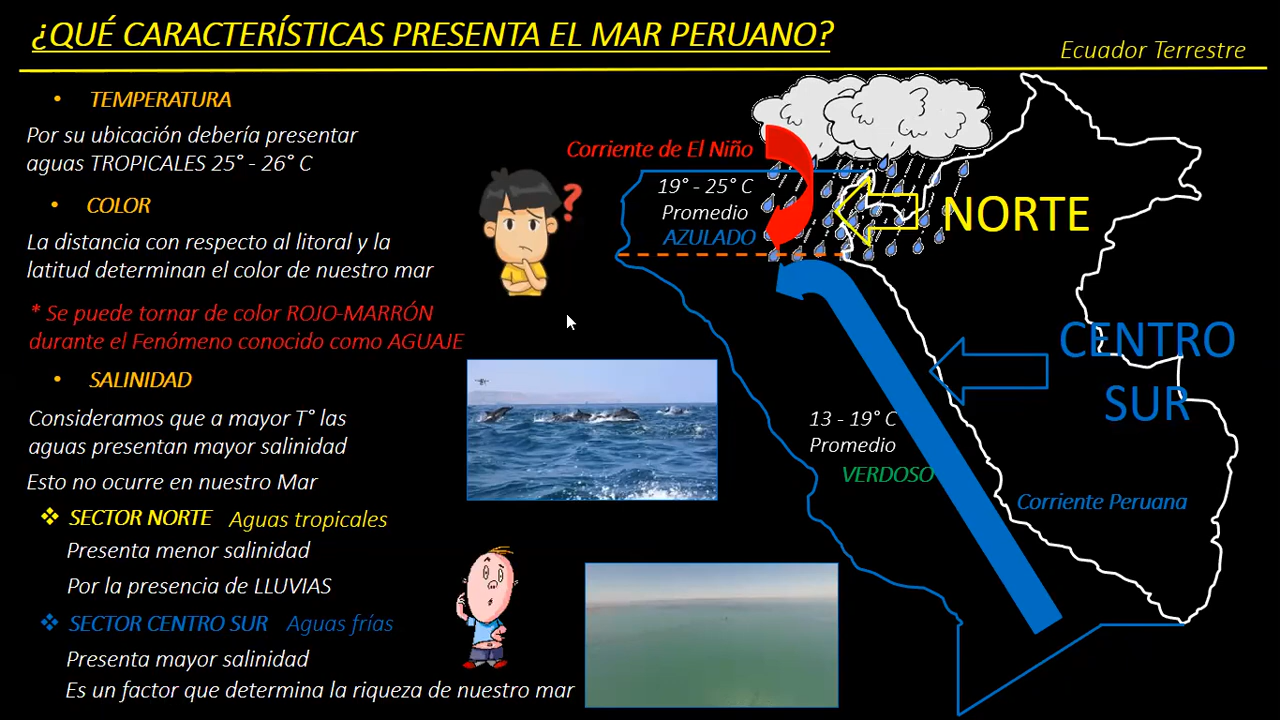 ¿QUÉ CARACTERÍSTICAS PRESENTA EL MAR PERUANO?
Ecuador Terrestre
• TEMPERATURA
Por su ubicación debería presentar
aguas TROPICALES 25° - 26° C
• COLOR
La distancia con respecto al litoral y la
latitud determinan el color de nuestro mar
* Se puede tornar de color ROJO-MARRÓN
durante el Fenómeno conocido como AGUAJE
• SALINIDAD
Consideramos que a mayor T° las
aguas presentan mayor salinidad
Esto no ocurre en nuestro Mar
❖ SECTOR NORTE Aguas tropicales
Presenta menor salinidad
Por la presencia de LLUVIAS
❖ SECTOR CENTRO SUR Aguas frías
Presenta mayor salinidad
Es un factor que determina la riqueza de nuestro mar
Corriente de El Niño
19° - 25° C
Promedio
AZULADO
NORTE
CENTRO
SUR
13 - 19° C
Promedio
VERDOSO
Corriente Peruana